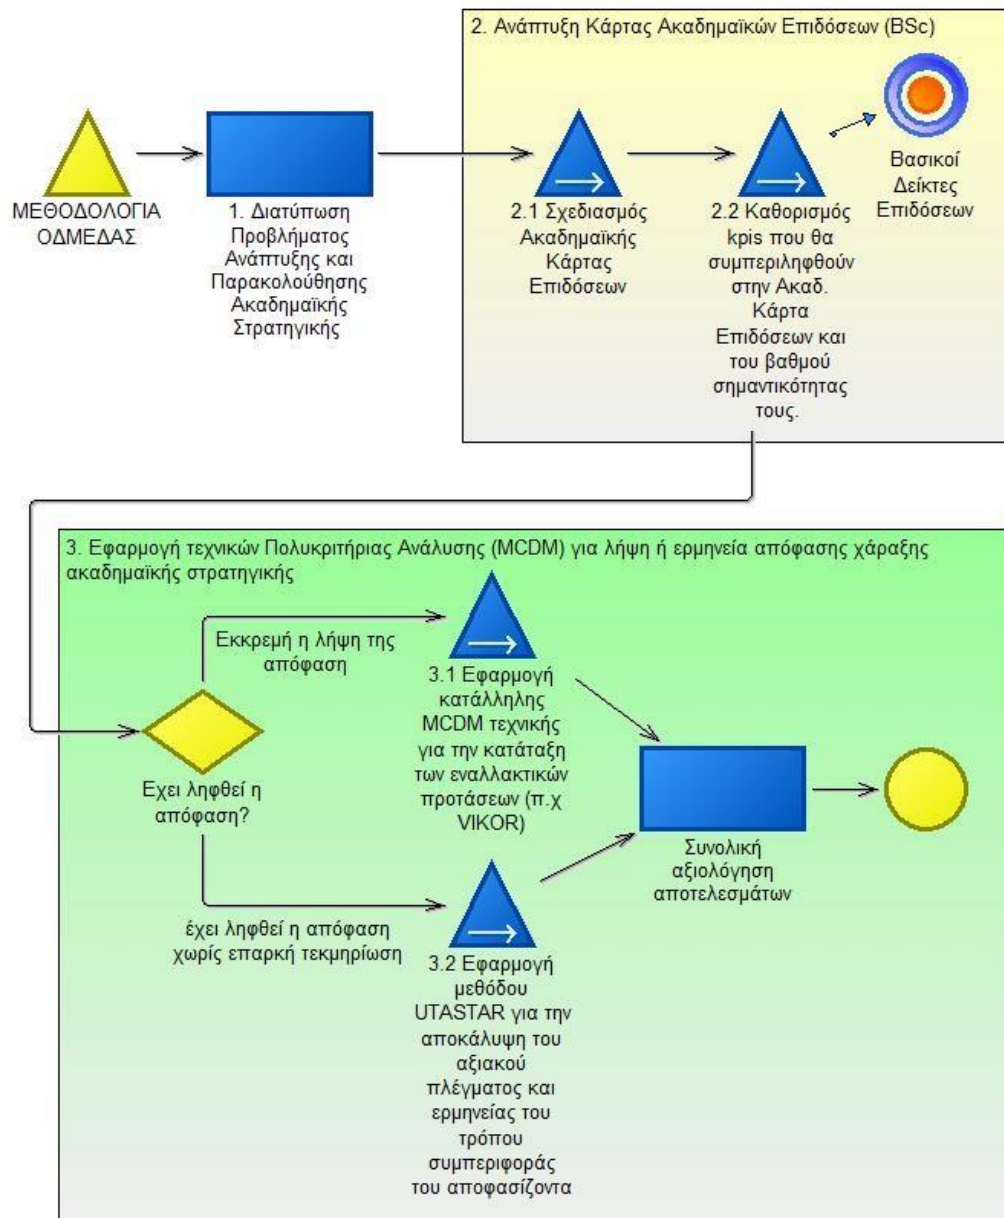 2. Ανάπτυξη Κάρτας Ακαδημαϊκών Επιδόσεων (BSc)
ΜΕΘΟΔΟΛΟΓΙΑ
ΟΔΜΕΔΑΣ
1. Διατύπωση
Προβλήματος
Ανάπτυξης και
Παρακολούθησης
Ακαδημαϊκής
Στρατηγικής
2.1 Σχεδιασμός
Ακαδημαϊκής
Κάρτας
Επιδόσεων
2.2 Καθορισμός
kpis που θα
συμπεριληφθούν
στην Ακαδ.
Κάρτα
Επιδόσεων και
του βαθμού
σημαντικότητας
τους.
Βασικοί
Δείκτες
Επιδόσεων
3. Εφαρμογή τεχνικών Πολυκριτήριας Ανάλυσης (MCDM) για λήψη ή ερμηνεία απόφασης χάραξης
ακαδημαϊκής στρατηγικής
Εκκρεμή η λήψη της
απόφαση
3.1 Εφαρμογή
κατάλληλης
MCDM τεχνικής
για την κατάταξη
των εναλλακτικών
προτάσεων (π.χ
VIKOR)
Εχει ληφθεί η
απόφαση?
Συνολική
αξιολόγηση
αποτελεσμάτων
έχει ληφθεί η απόφαση
χωρίς επαρκή τεκμηρίωση
3.2 Εφαρμογή
μεθόδου
UTASTAR για την
αποκάλυψη του
αξιακού
πλέγματος και
ερμηνείας του
τρόπου
συμπεριφοράς
του αποφασίζοντα